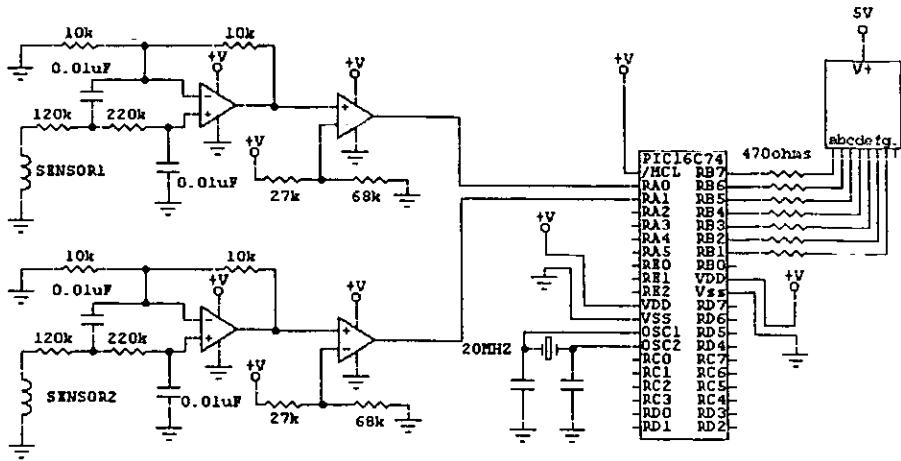 10k
10k
+V
0.01uF
120k
220k
SENSOR1
0.01uF
+V
+V
27k
68k
10k
10k
+V
0.01uF
120k
220k
SENSOR2
0.01uF
+V
+V
27k
68k
+V
+V
20MHZ
PIC16C74
/MCL
RA0
RA1
RA2
RA3
RA4
RA5
RE0
RE1
RE2
VDD
VSS
OSC1
OSC2
RC0
RC1
RC2
RC3
RD0
RD1
RB7
RB6
RB5
RB4
RB3
RB2
RB1
RB0
VDD
Vss
RD7
RD6
RD5
RD4
RC7
RC6
RC5
RC4
RD3
RD2
470ohms
5V
V+
abcdefg.
+V